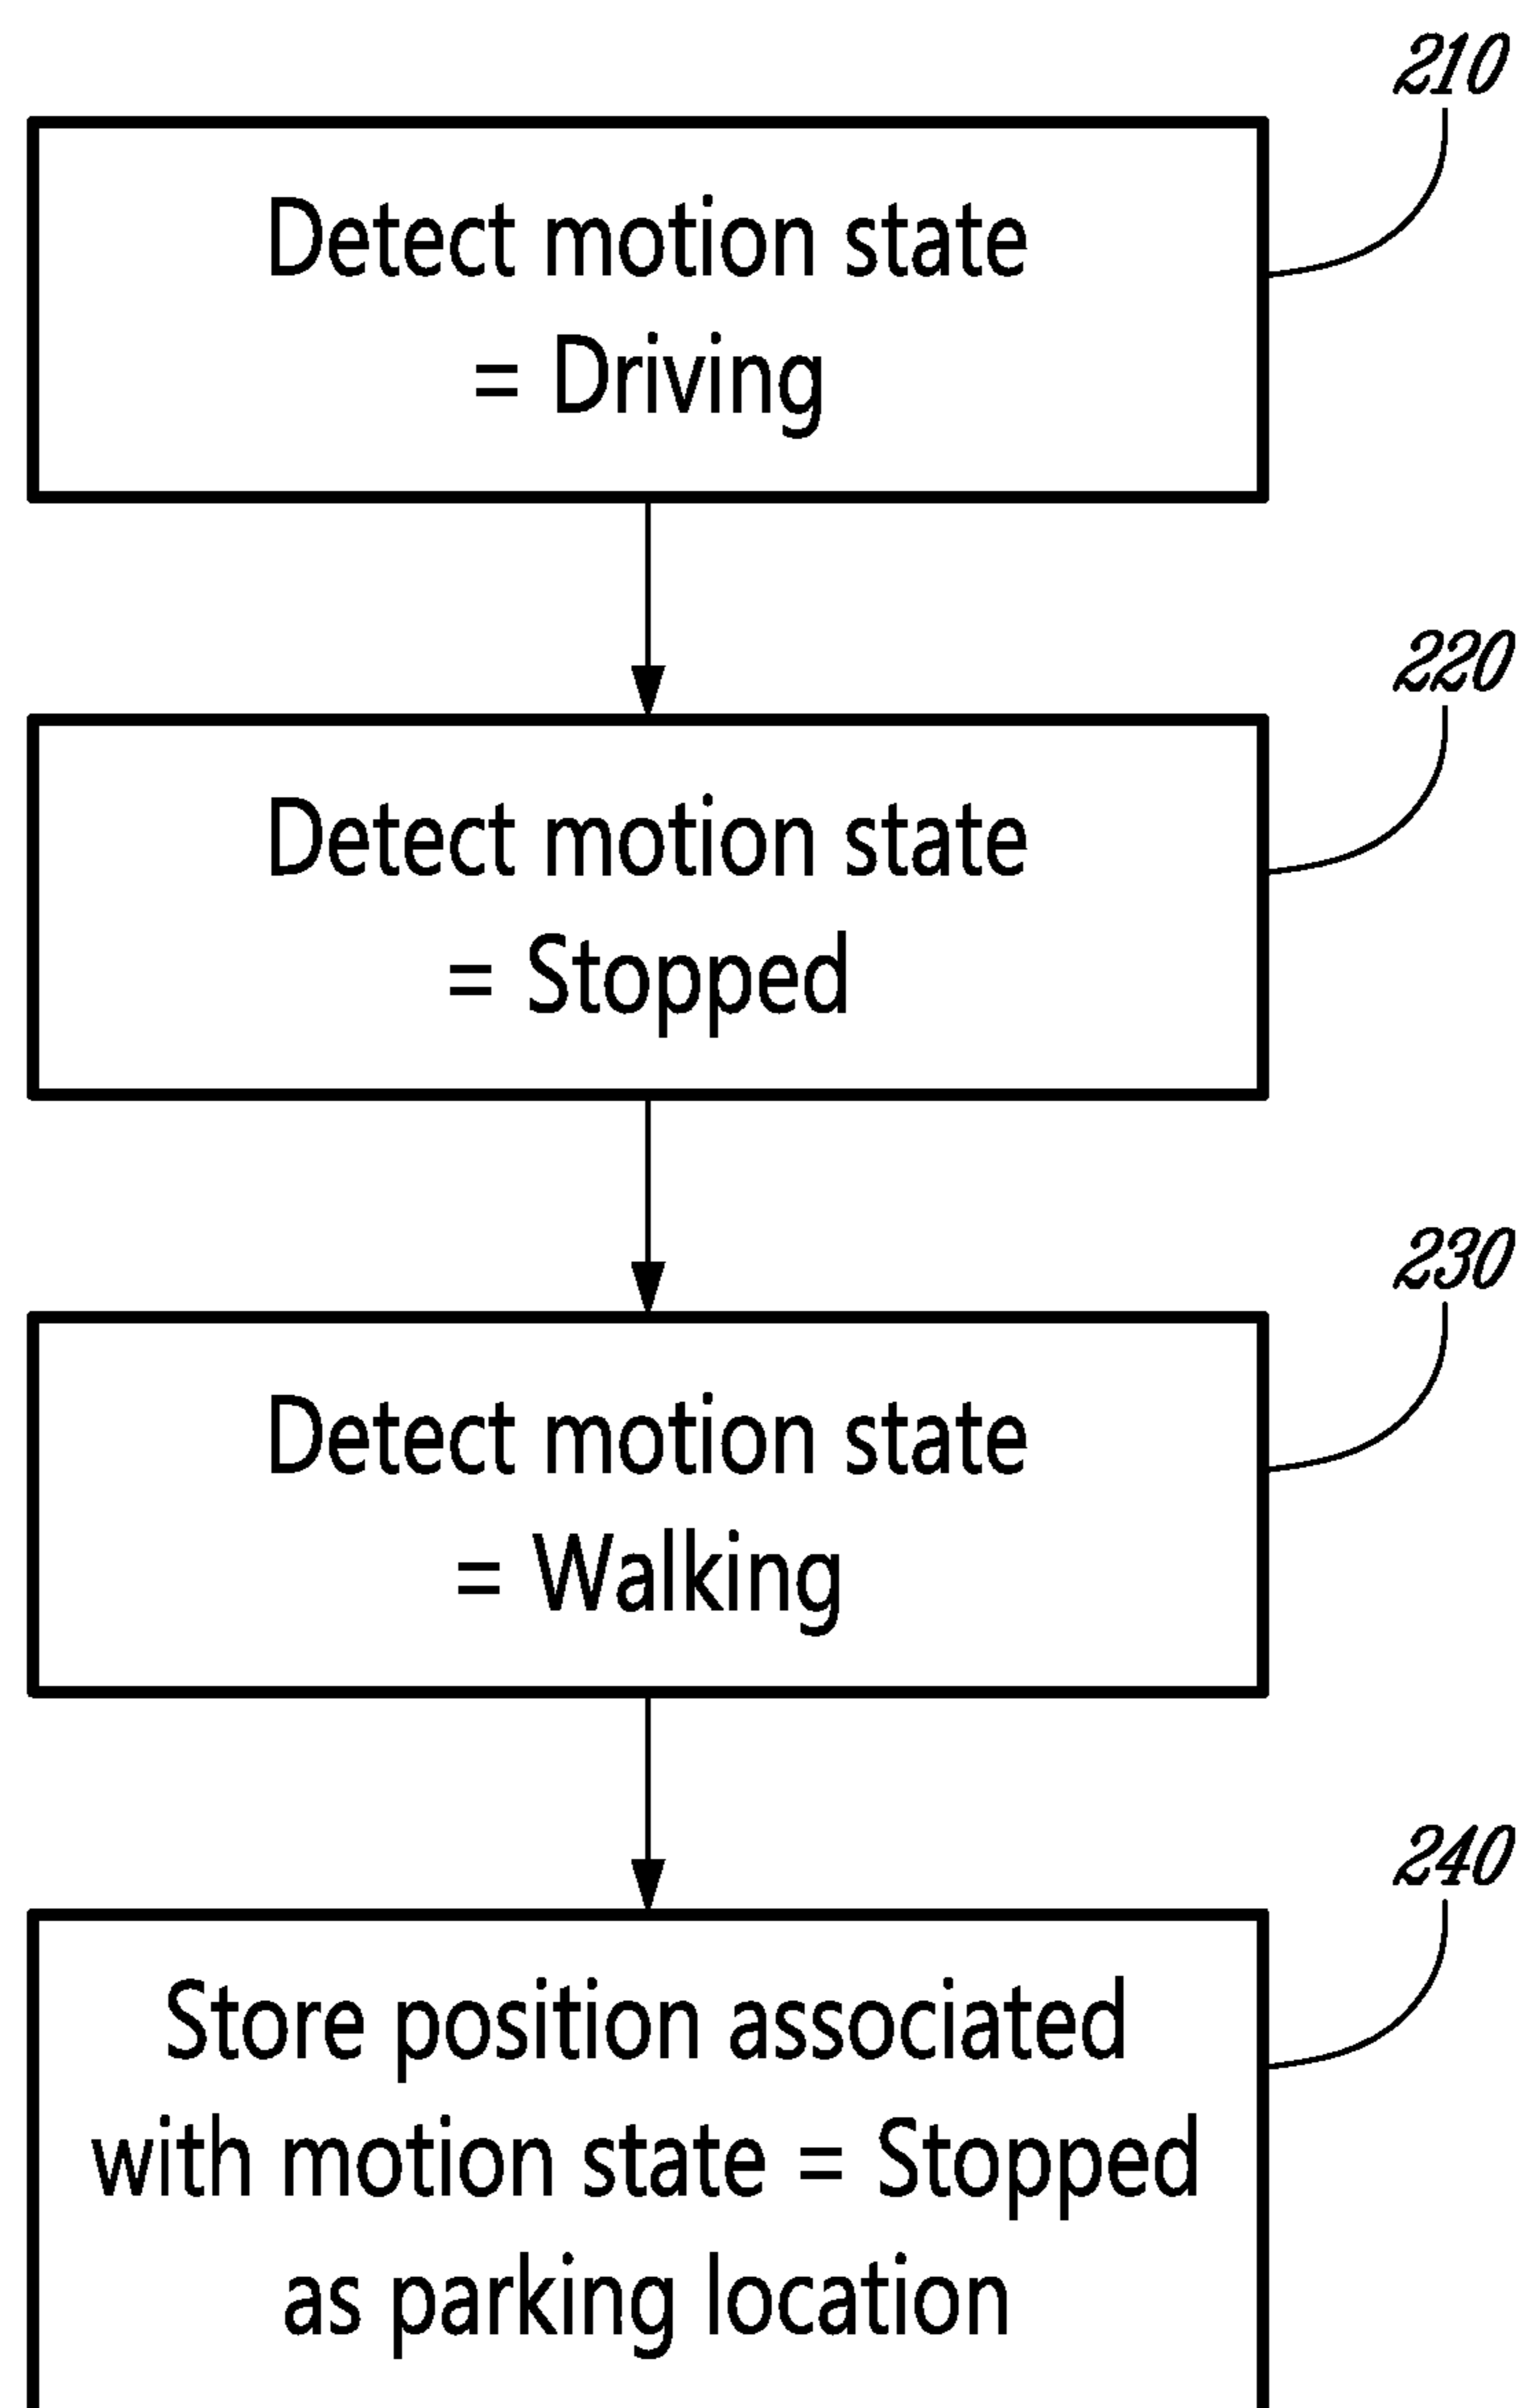 210
Detect motion state
= Driving
220
Detect motion state
= Stopped
230
Detect motion state
= Walking
240
Store position associated
with motion state = Stopped
as parking location